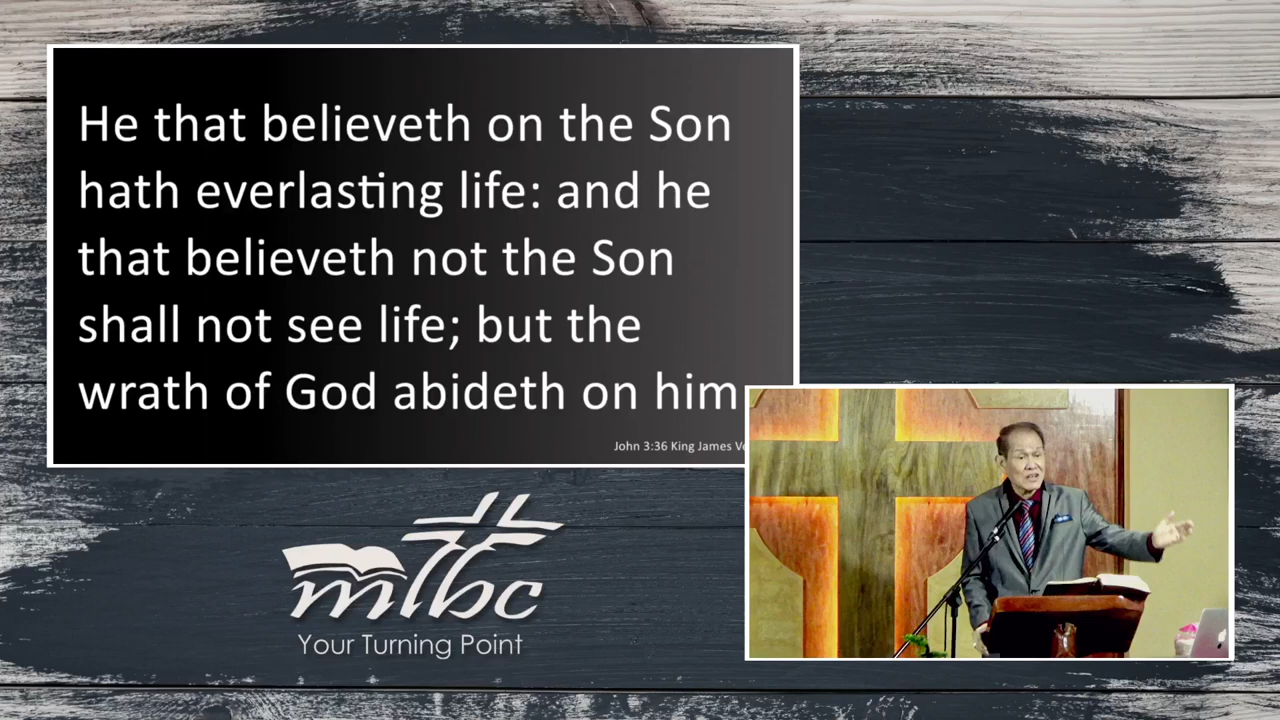 He that believeth on the Son
hath everlasting life: and he
that believeth not the Son
shall not see life; but the
wrath of God abideth on him
John 3:36 King James
mlbc
Your Turning Point